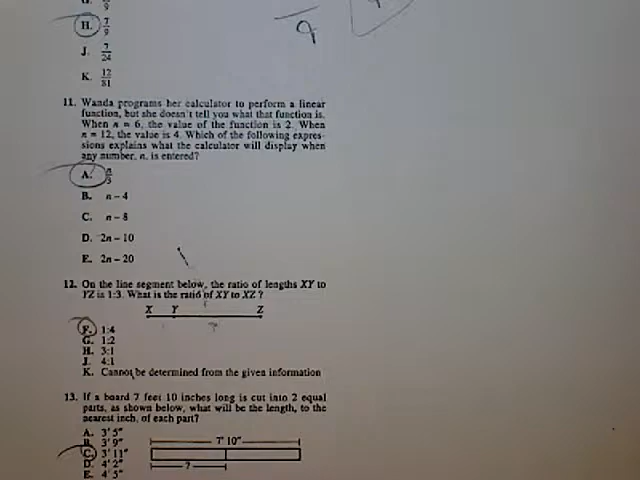 9
H. 7/9
J. 7/24
K. 12/81
9
11. Wanda programs her calculator to perform a linear
function, but she doesn't tell you what that function is.
When n = 6, the value of the function is 2. When
n = 12, the value is 4. Which of the following expres-
sions explains what the calculator will display when
any number, n, is entered?
A. n/3
B. n – 4
C. n – 8
D. 2n – 10
E. 2n – 20
12. On the line segment below, the ratio of lengths XY to
YZ is 1:3. What is the ratio of XY to XZ ?
X Y Z
F. 1:4
G. 1:2
H. 3:1
J. 4:1
K. Cannot be determined from the given information
13. If a board 7 feet 10 inches long is cut into 2 equal
parts, as shown below, what will be the length, to the
nearest inch, of each part?
A. 3' 5"
B. 3' 9"
C. 3' 11"
D. 4' 2"
E. 4' 5"
7' 10"
?